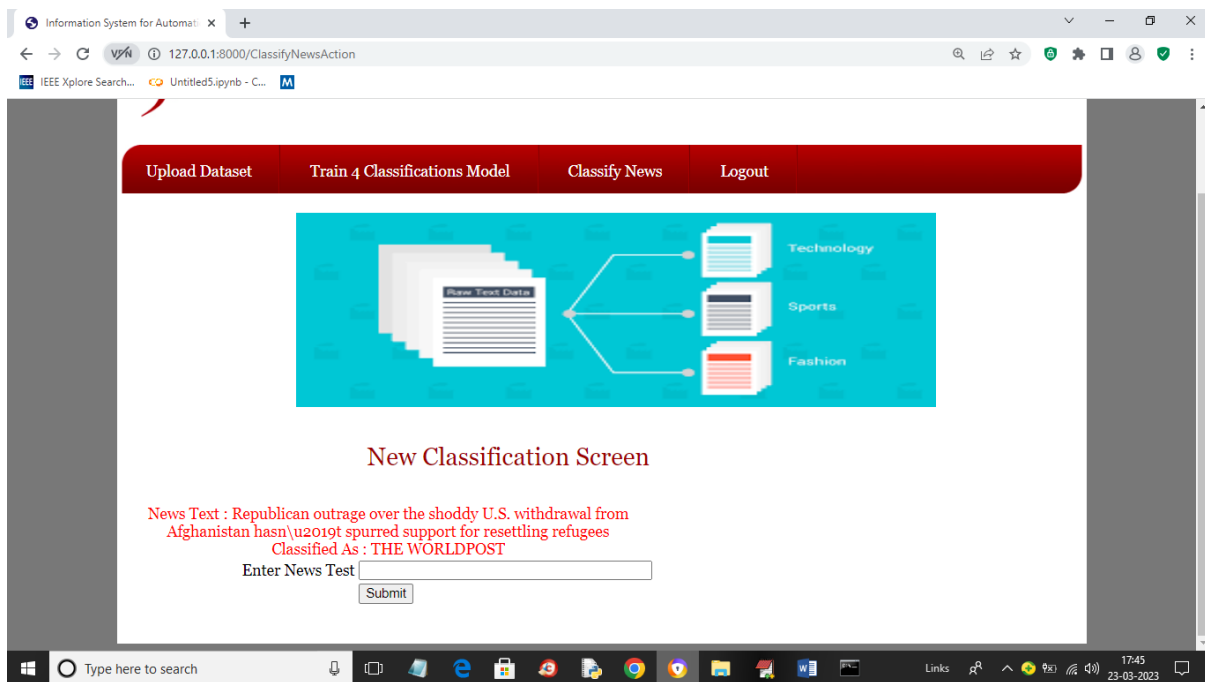 Information System for Automati
127.0.0.1:8000/ClassifyNewsAction
IEEE IEEE Xplore Search... Untitled5.ipynb - C...
Upload Dataset Train 4 Classifications Model Classify News Logout
Raw Text Data
Technology
Sports
Fashion
New Classification Screen
News Text : Republican outrage over the shoddy U.S. withdrawal from
Afghanistan hasn\u2019t spurred support for resettling refugees
Classified As : THE WORLDPOST
Enter News Test
Submit
Type here to search
Links
17:45
23-03-2023